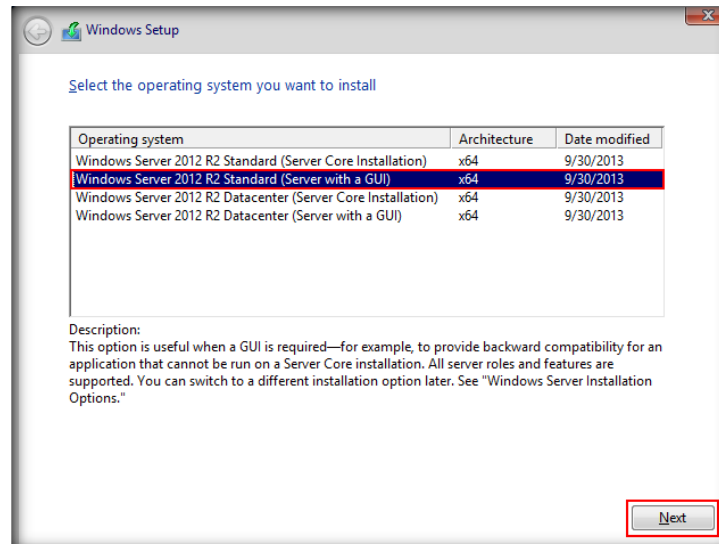 Windows Setup
Select the operating system you want to install
Operating system Architecture Date modified
Windows Server 2012 R2 Standard (Server Core Installation) x64 9/30/2013
Windows Server 2012 R2 Standard (Server with a GUI) x64 9/30/2013
Windows Server 2012 R2 Datacenter (Server Core Installation) x64 9/30/2013
Windows Server 2012 R2 Datacenter (Server with a GUI) x64 9/30/2013
Description:
This option is useful when a GUI is required—for example, to provide backward compatibility for an
application that cannot be run on a Server Core installation. All server roles and features are
supported. You can switch to a different installation option later. See "Windows Server Installation
Options."
Next